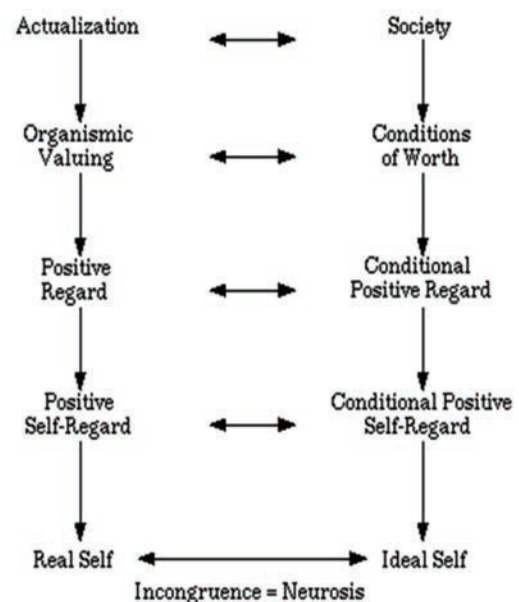 Actualization
Society
Organismic
Valuing
Conditions
of Worth
Positive
Regard
Conditional
Positive Regard
Positive
Self-Regard
Conditional Positive
Self-Regard
Real Self
Ideal Self
Incongruence = Neurosis